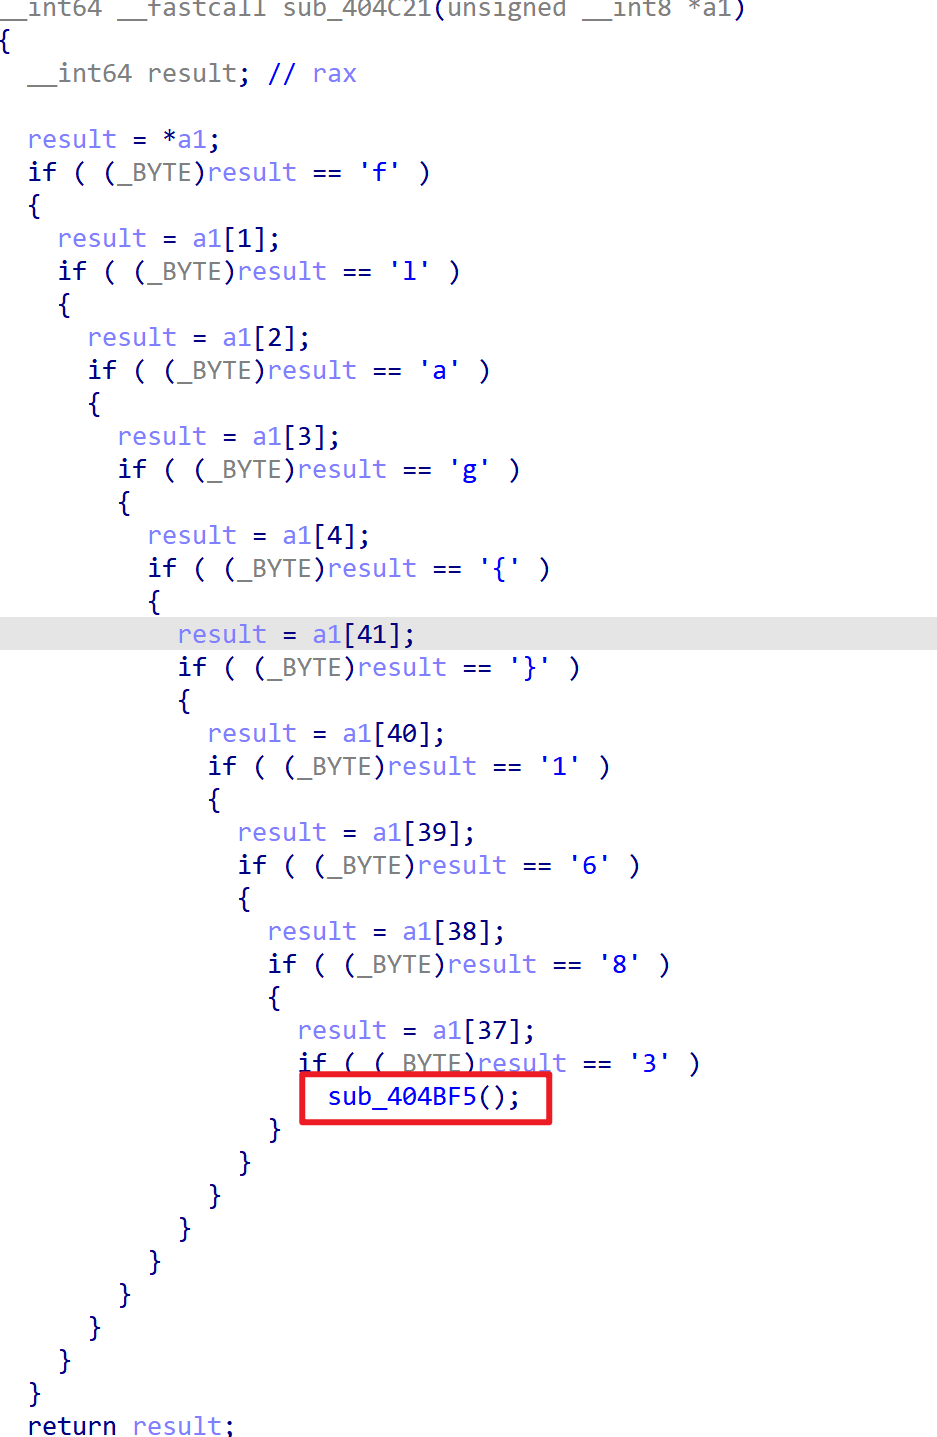 __int64 __fastcall sub_404C21(unsigned __int8 *a1)
{
  __int64 result; // rax

  result = *a1;
  if ( (_BYTE)result == 'f' )
  {
    result = a1[1];
    if ( (_BYTE)result == 'l' )
    {
      result = a1[2];
      if ( (_BYTE)result == 'a' )
      {
        result = a1[3];
        if ( (_BYTE)result == 'g' )
        {
          result = a1[4];
          if ( (_BYTE)result == '{' )
          {
            result = a1[41];
            if ( (_BYTE)result == '}' )
            {
              result = a1[40];
              if ( (_BYTE)result == '1' )
              {
                result = a1[39];
                if ( (_BYTE)result == '6' )
                {
                  result = a1[38];
                  if ( (_BYTE)result == '8' )
                  {
                    result = a1[37];
                    if ( (_BYTE)result == '3' )
                      sub_404BF5();
                  }
                }
              }
            }
          }
        }
      }
    }
  }
  return result;